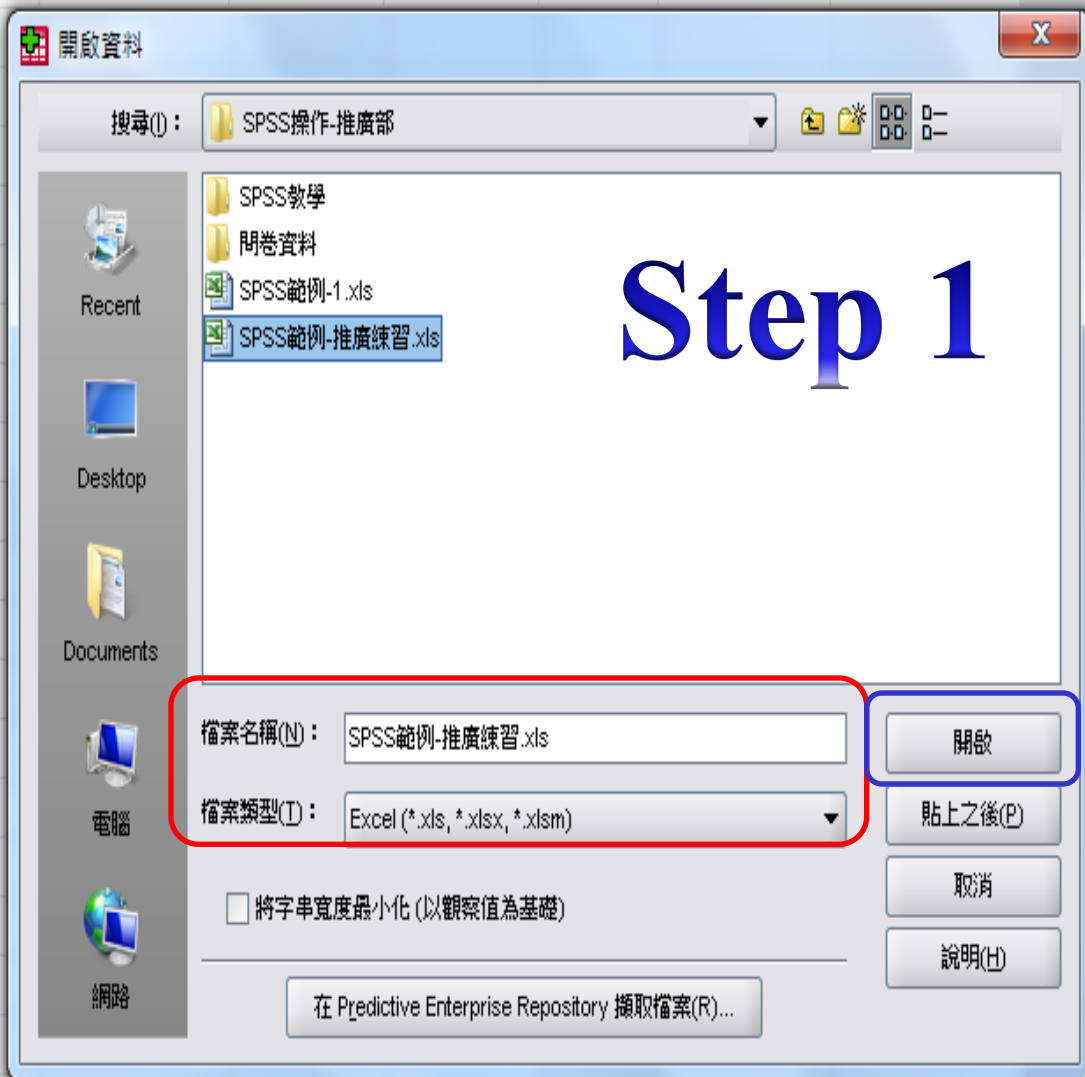 開啟資料
搜尋(I)：
SPSS操作-推廣部
SPSS教學
問卷資料
SPSS範例-1.xls
SPSS範例-推廣練習.xls
Step 1
Recent
Desktop
Documents
電腦
網路
檔案名稱(N)：
SPSS範例-推廣練習.xls
檔案類型(T)：
Excel (*.xls, *.xlsx, *.xlsm)
將字串寬度最小化 (以觀察值為基礎)
開啟
貼上之後(P)
取消
說明(H)
在 Predictive Enterprise Repository 擷取檔案(R)...